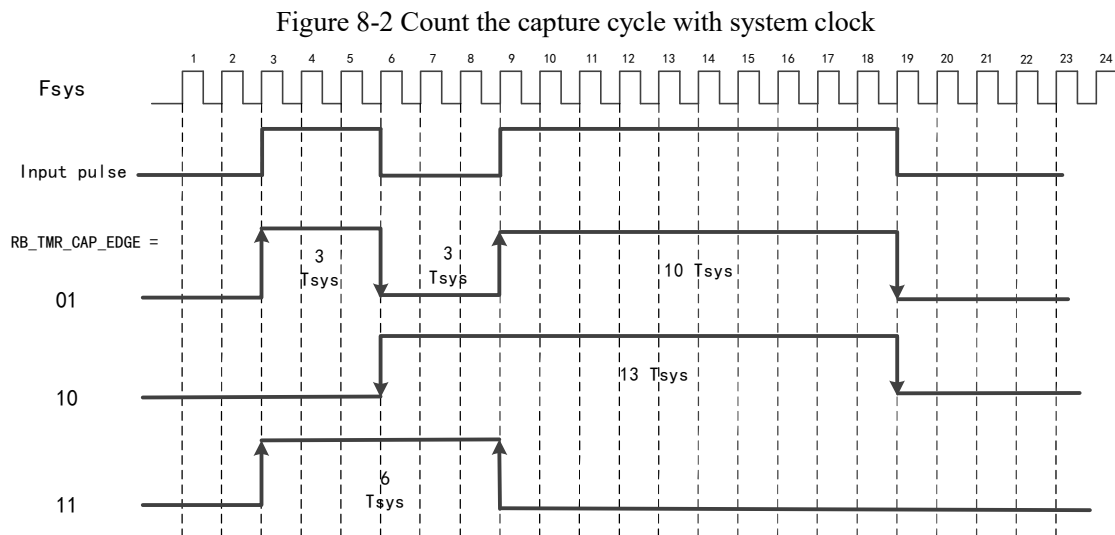 Figure 8-2 Count the capture cycle with system clock
1 2 3 4 5 6 7 8 9 10 11 12 13 14 15 16 17 18 19 20 21 22 23 24
Fsys
Input pulse
RB_TMR_CAP_EDGE =
3
Tsys
3
Tsys
10 Tsys
01
13 Tsys
10
6
Tsys
11